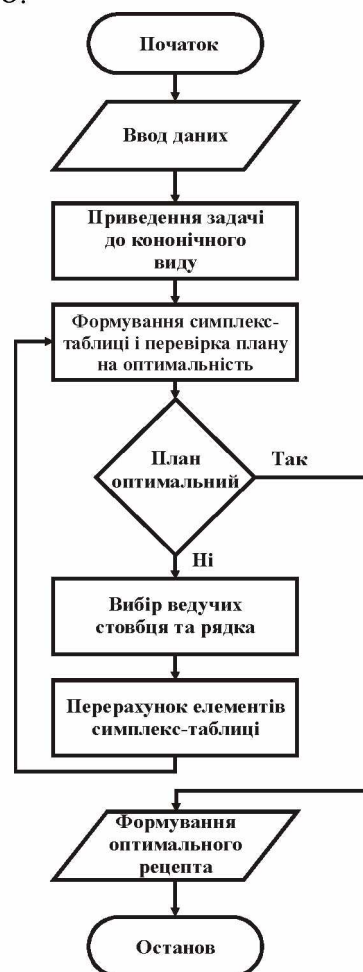 Початок
Ввод даних
Приведення задачі
до кононічного
виду
Формування симплекс-
таблиці і перевірка плану
на оптимальність
План
оптимальний
Так
Ні
Вибір ведучих
стовбця та рядка
Перерахунок елементів
симплекс-таблиці
Формування
оптимального
рецепта
Останов